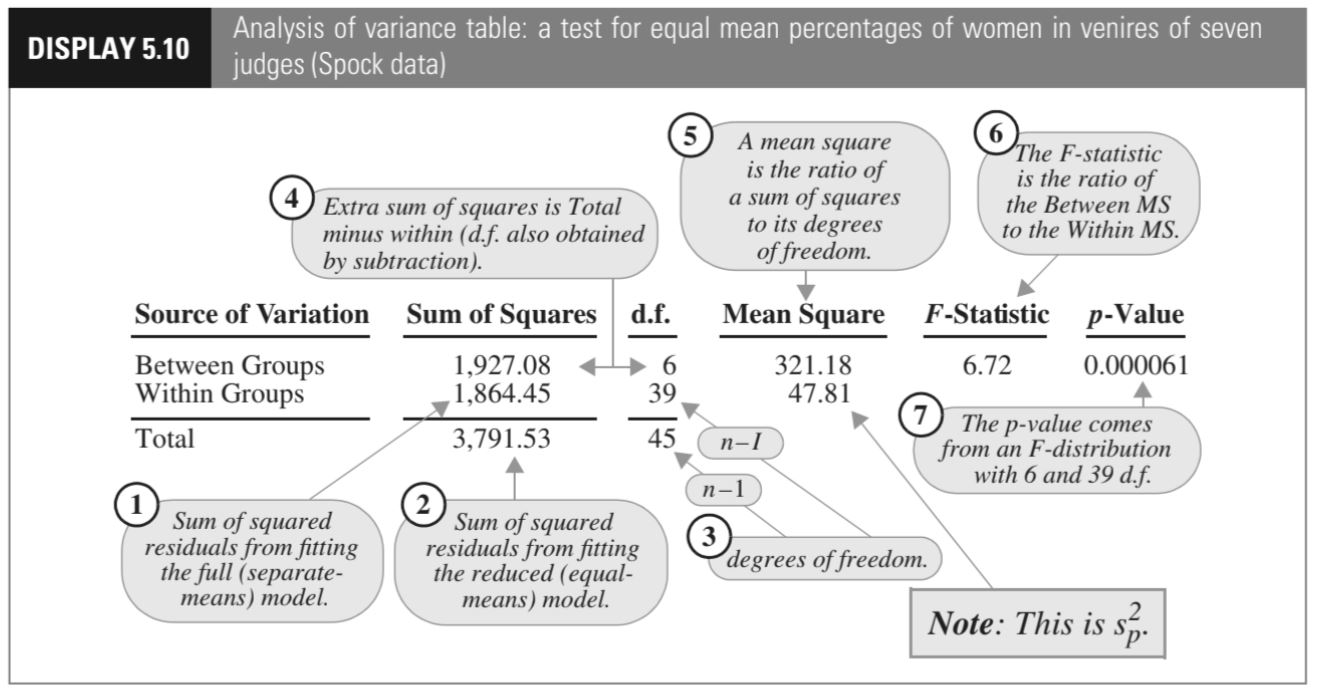 DISPLAY 5.10
Analysis of variance table: a test for equal mean percentages of women in venires of seven
judges (Spock data)
5
A mean square
is the ratio of
a sum of squares
to its degrees
of freedom.
6
The F-statistic
is the ratio of
the Between MS
to the Within MS.
4
Extra sum of squares is Total
minus within (d.f. also obtained
by subtraction).
Source of Variation Sum of Squares d.f. Mean Square F-Statistic p-Value
Between Groups 1,927.08 6 321.18 6.72 0.000061
Within Groups 1,864.45 39 47.81
Total 3,791.53 45
n–I
n–1
7
The p-value comes
from an F-distribution
with 6 and 39 d.f.
1
Sum of squared
residuals from fitting
the full (separate-
means) model.
2
Sum of squared
residuals from fitting
the reduced (equal-
means) model.
3
degrees of freedom.
Note: This is s²ₚ.